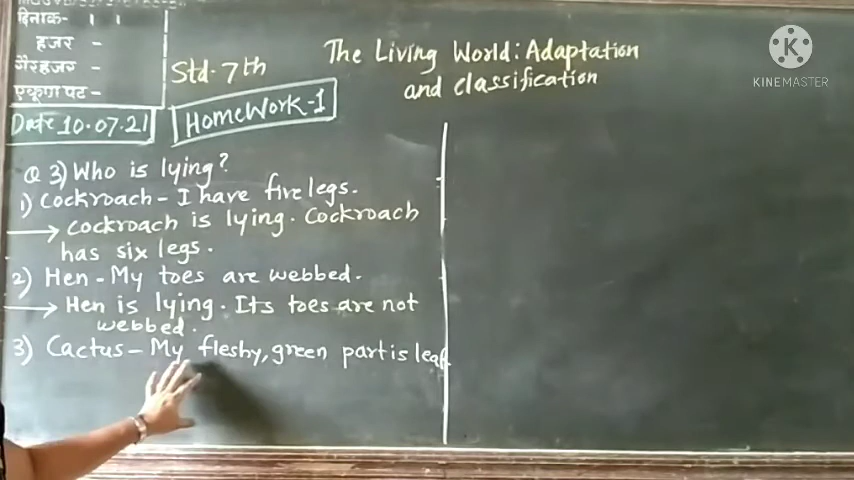 दिनांक-
हजर -
गैरहजर -
एकूण पट -
Date 10.07.21
Std. 7th
HomeWork-1
The Living World: Adaptation
and classification
Q 3) Who is lying?
1) Cockroach - I have five legs.
→ Cockroach is lying. Cockroach
has six legs.
2) Hen - My toes are webbed.
→ Hen is lying. Its toes are not
webbed.
3) Cactus - My fleshy, green part is leaf.
KINEMASTER